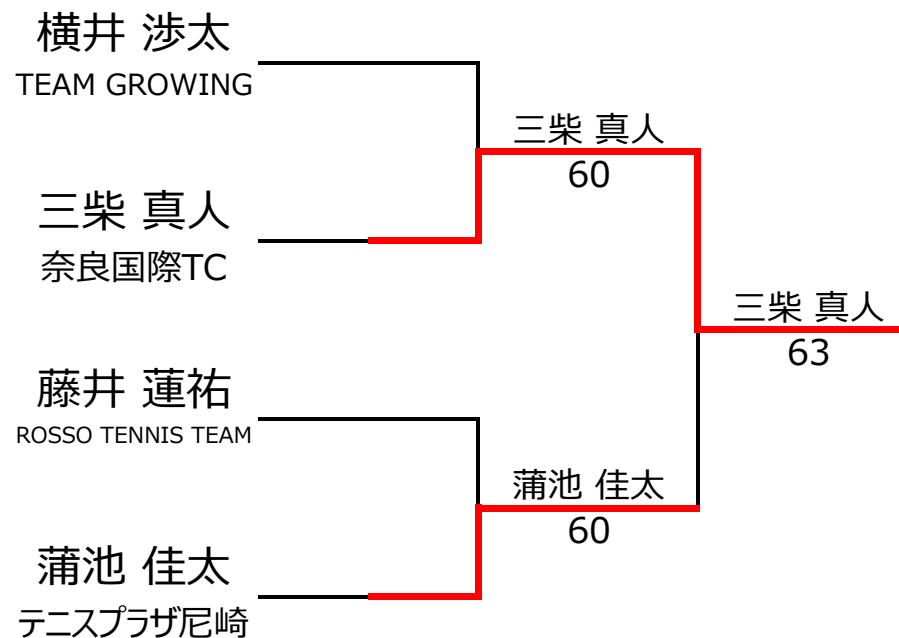 横井 渉太
TEAM GROWING
三柴 真人
60
三柴 真人
奈良国際TC
三柴 真人
63
藤井 蓮祐
ROSSO TENNIS TEAM
蒲池 佳太
60
蒲池 佳太
テニスプラザ尼崎